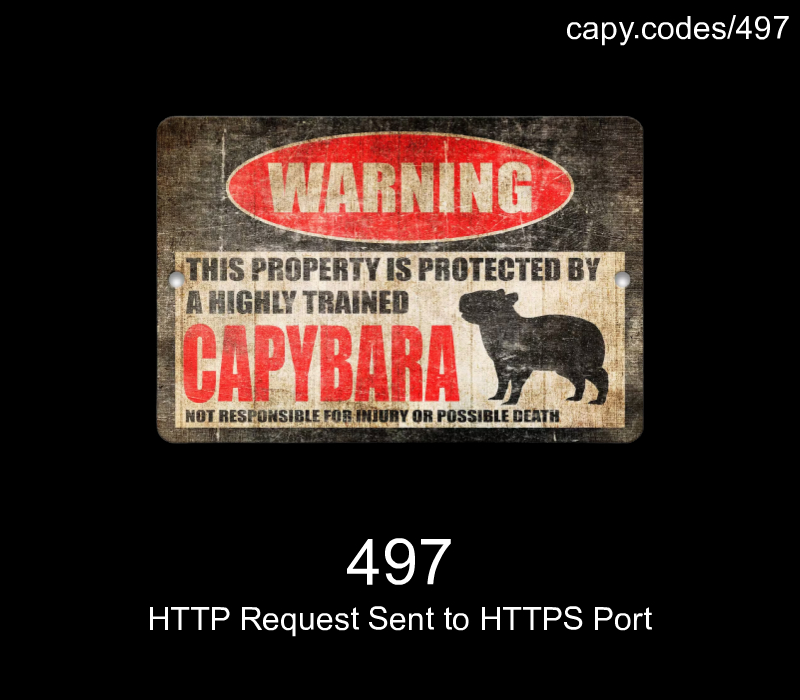 capy.codes/497
WARNING
THIS PROPERTY IS PROTECTED BY
A HIGHLY TRAINED
CAPYBARA
NOT RESPONSIBLE FOR INJURY OR POSSIBLE DEATH
497
HTTP Request Sent to HTTPS Port